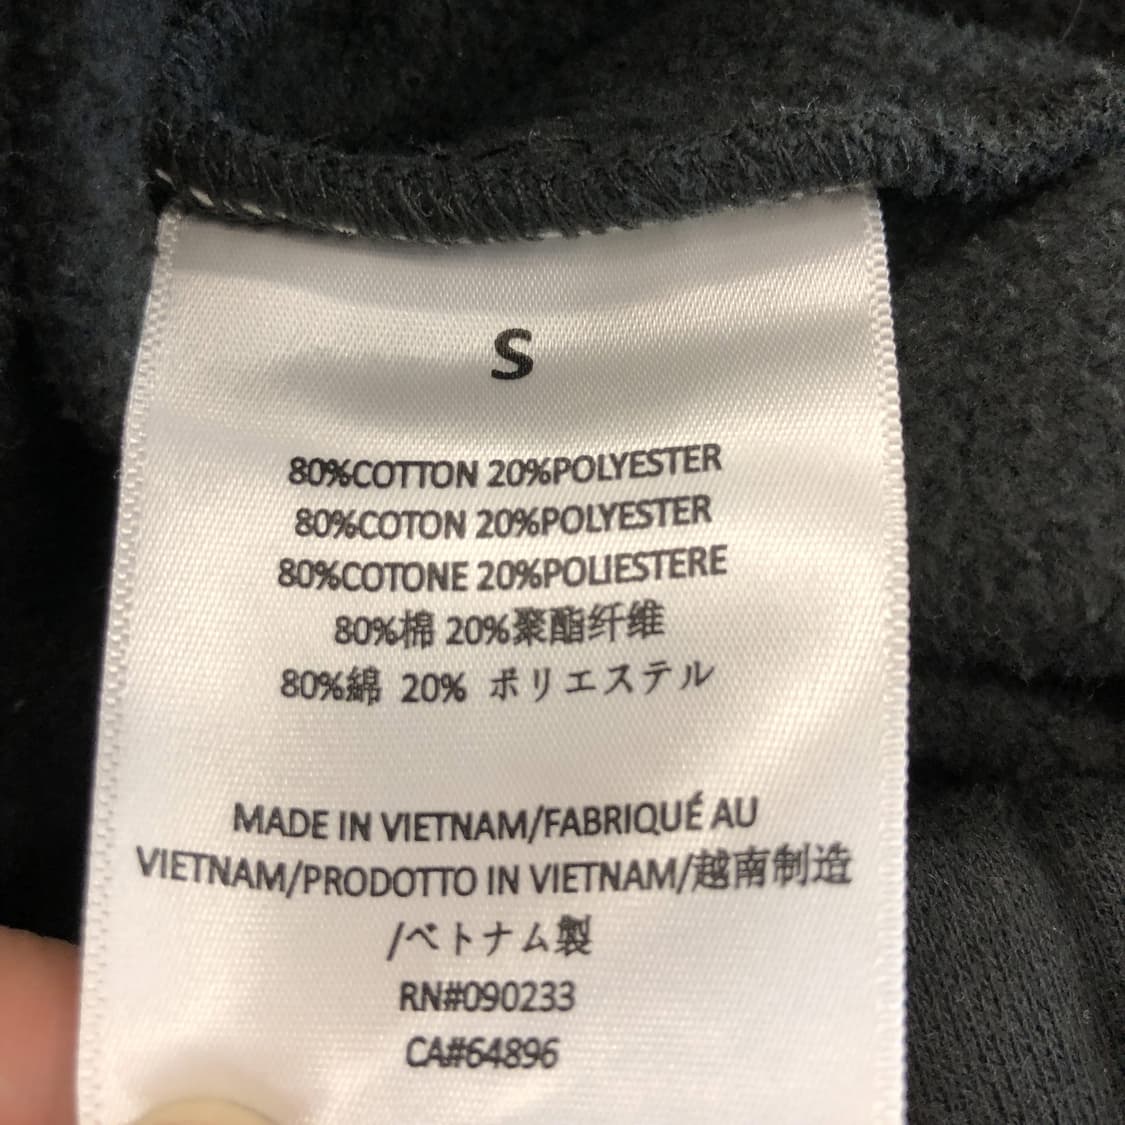 S
80%COTTON 20%POLYESTER
80%COTON 20%POLYESTER
80%COTONE 20%POLIESTERE
80%棉 20%聚酯纤维
80%綿 20% ポリエステル
MADE IN VIETNAM/FABRIQUÉ AU
VIETNAM/PRODOTTO IN VIETNAM/越南制造
/ベトナム製
RN#090233
CA#64896